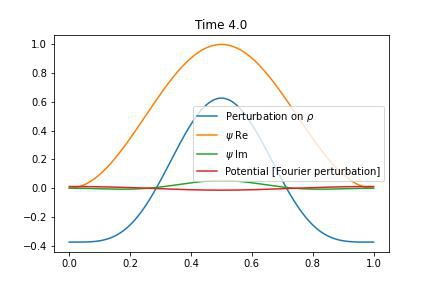 Time 4.0
1.0
0.8
0.6
0.4
0.2
0.0
−0.2
−0.4
Perturbation on ρ
ψ Re
ψ Im
Potential [Fourier perturbation]
0.0 0.2 0.4 0.6 0.8 1.0